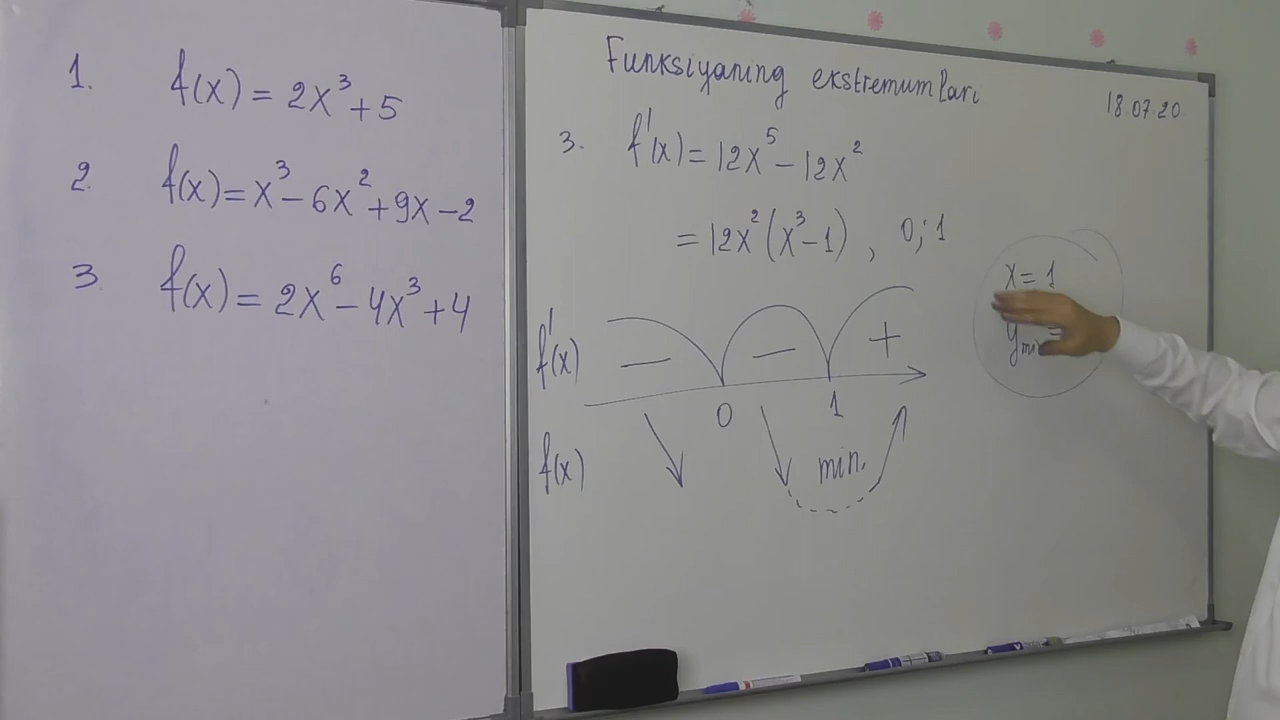 1. f(x) = 2x³ + 5
2. f(x) = x³ - 6x² + 9x - 2
3. f(x) = 2x⁶ - 4x³ + 4
Funksiyaning ekstremumlari
18.07.20
3. f'(x) = 12x⁵ - 12x²
= 12x²(x³ - 1) , 0; 1
x = 1
f'(x) — — +
0 1
f(x) min.